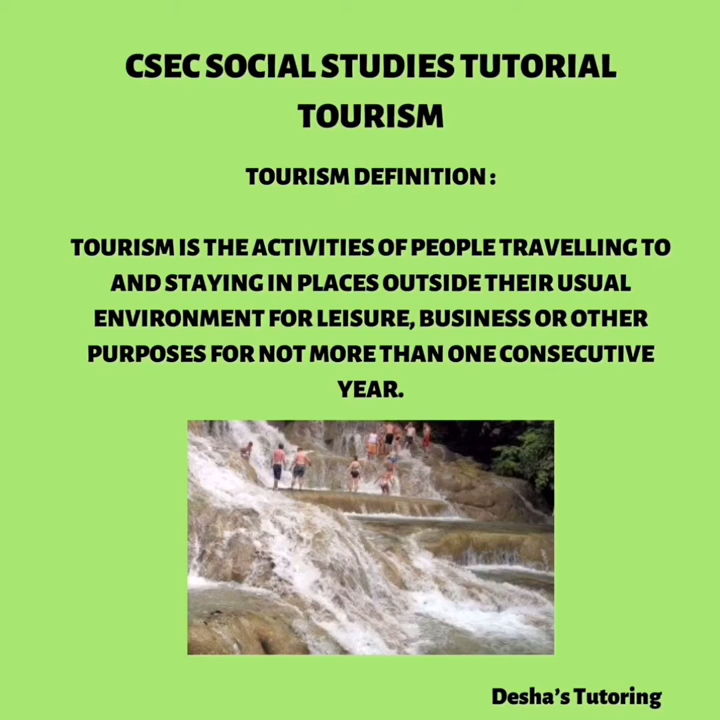 CSEC SOCIAL STUDIES TUTORIAL
TOURISM
TOURISM DEFINITION :
TOURISM IS THE ACTIVITIES OF PEOPLE TRAVELLING TO
AND STAYING IN PLACES OUTSIDE THEIR USUAL
ENVIRONMENT FOR LEISURE, BUSINESS OR OTHER
PURPOSES FOR NOT MORE THAN ONE CONSECUTIVE
YEAR.
Desha's Tutoring